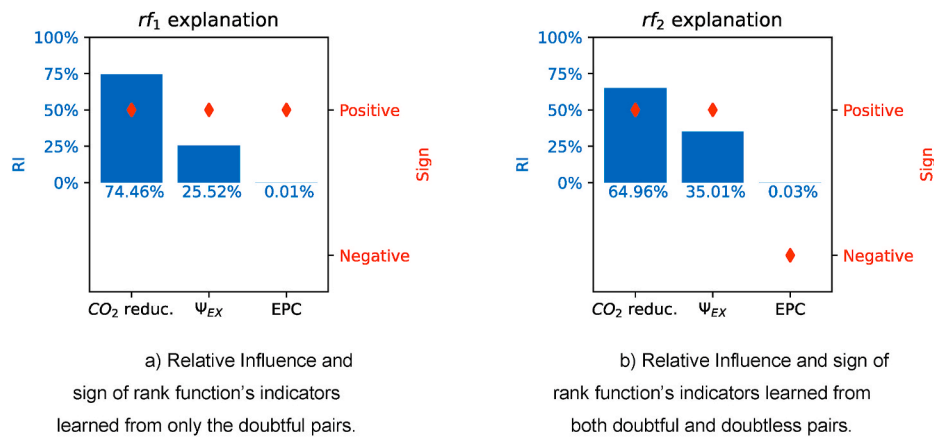 rf₁ explanation
100%
75%
50%
25%
0%
RI
74.46%
25.52%
0.01%
Positive
Negative
Sign
CO₂ reduc.
Ψ_EX
EPC
a) Relative Influence and
sign of rank function's indicators
learned from only the doubtful pairs.
rf₂ explanation
100%
75%
50%
25%
0%
RI
64.96%
35.01%
0.03%
Positive
Negative
Sign
CO₂ reduc.
Ψ_EX
EPC
b) Relative Influence and sign of
rank function's indicators learned from
both doubtful and doubtless pairs.